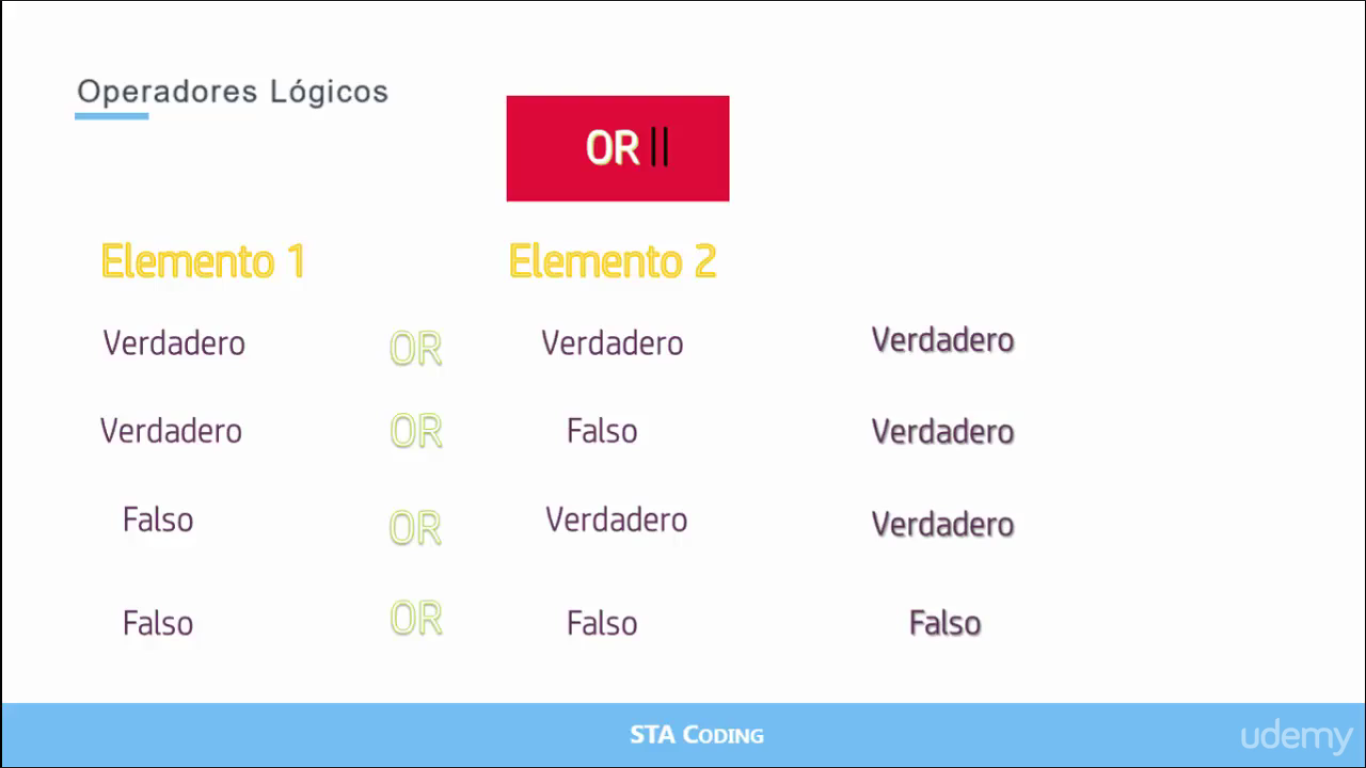 Operadores Lógicos
OR ||
Elemento 1 Elemento 2
Verdadero OR Verdadero Verdadero
Verdadero OR Falso Verdadero
Falso OR Verdadero Verdadero
Falso OR Falso Falso
STA CODING
udemy